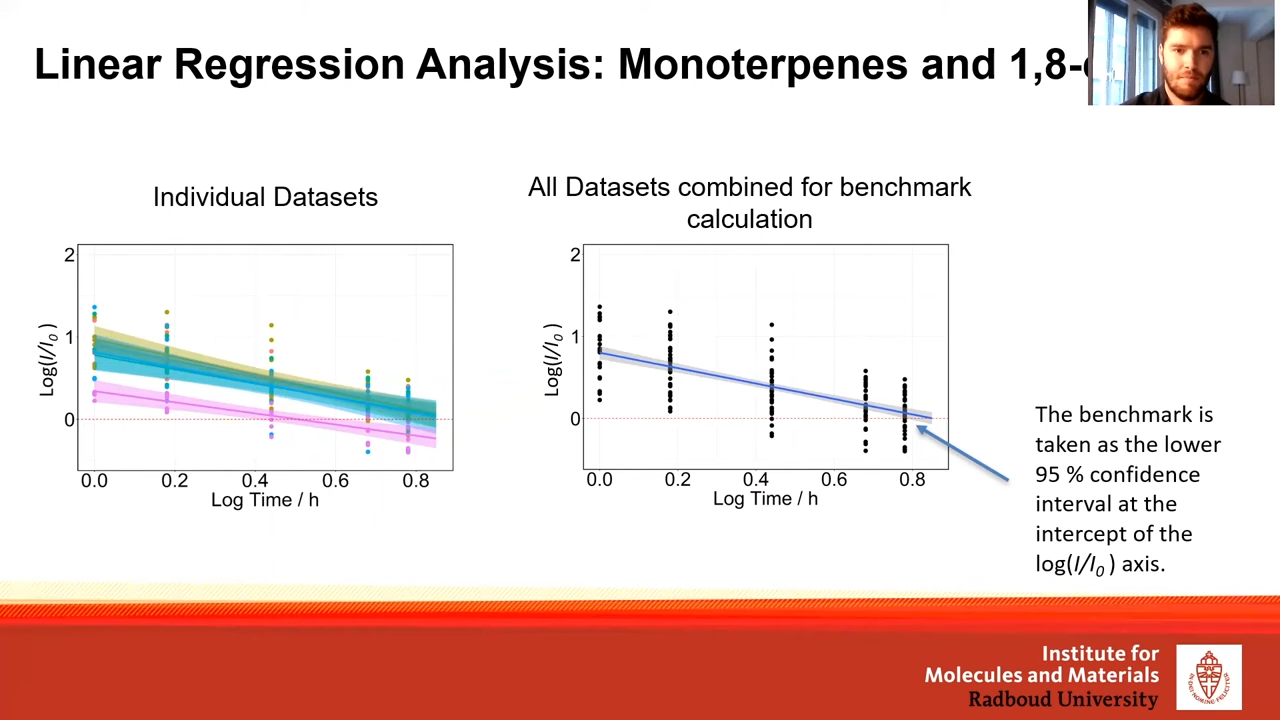 Linear Regression Analysis: Monoterpenes and 1,8-
Individual Datasets
All Datasets combined for benchmark
calculation
2
1
0
Log(I/I₀ )
0.0 0.2 0.4 0.6 0.8
Log Time / h
2
1
0
Log(I/I₀ )
0.0 0.2 0.4 0.6 0.8
Log Time / h
The benchmark is
taken as the lower
95 % confidence
interval at the
intercept of the
log(I/I₀ ) axis.
Institute for
Molecules and Materials
Radboud University